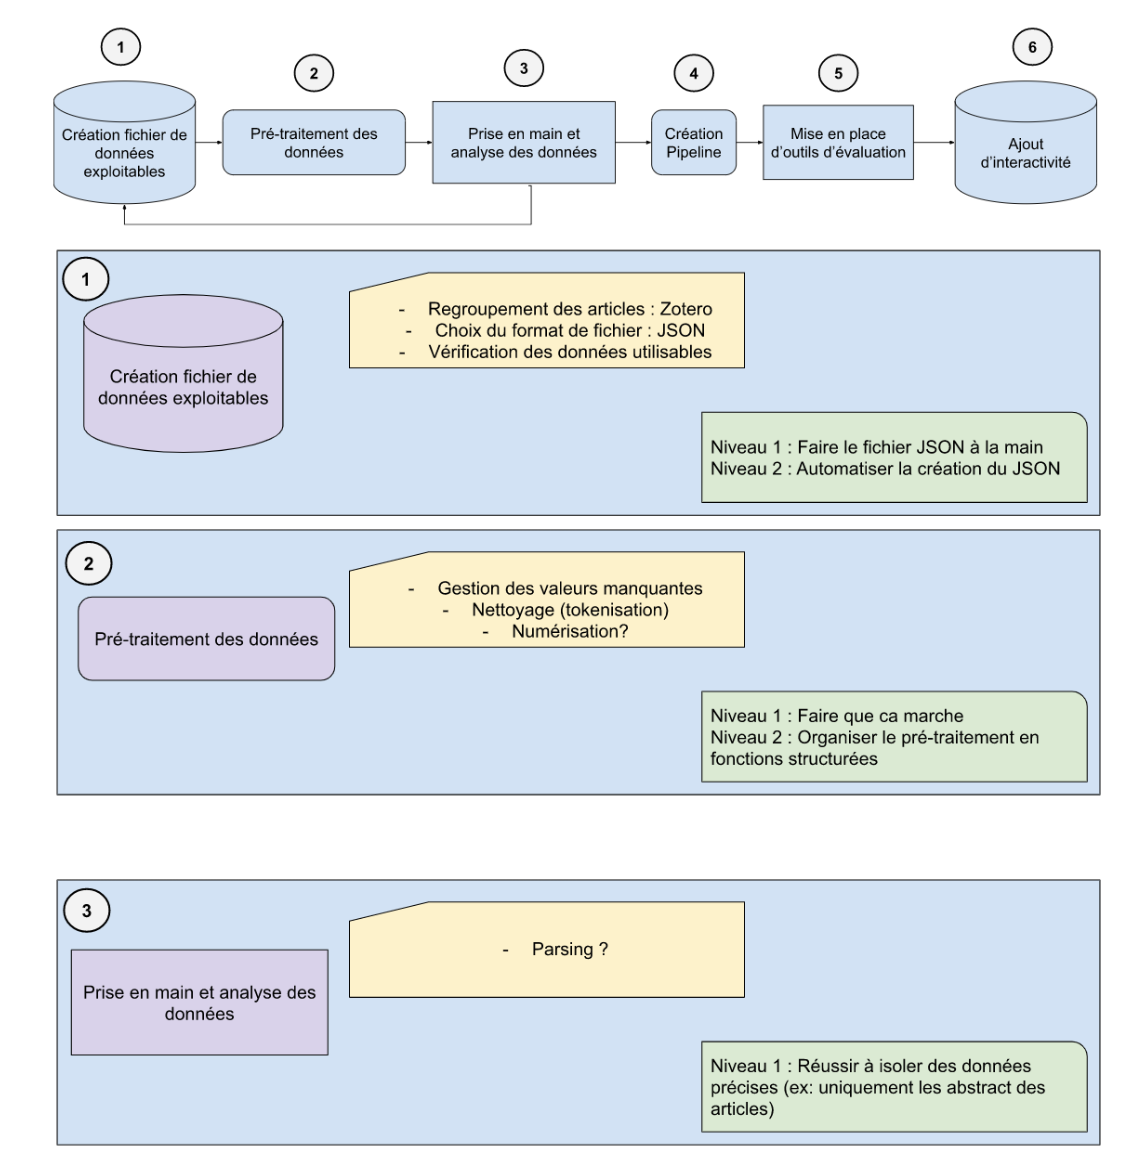 1
2
3
4
5
6
Création fichier de
données
exploitables
Pré-traitement des
données
Prise en main et
analyse des données
Création
Pipeline
Mise en place
d'outils d'évaluation
Ajout
d'interactivité
1
Création fichier de
données exploitables
- Regroupement des articles : Zotero
- Choix du format de fichier : JSON
- Vérification des données utilisables
Niveau 1 : Faire le fichier JSON à la main
Niveau 2 : Automatiser la création du JSON
2
Pré-traitement des données
- Gestion des valeurs manquantes
- Nettoyage (tokenisation)
- Numérisation?
Niveau 1 : Faire que ca marche
Niveau 2 : Organiser le pré-traitement en
fonctions structurées
3
Prise en main et analyse des
données
- Parsing ?
Niveau 1 : Réussir à isoler des données
précises (ex: uniquement les abstract des
articles)